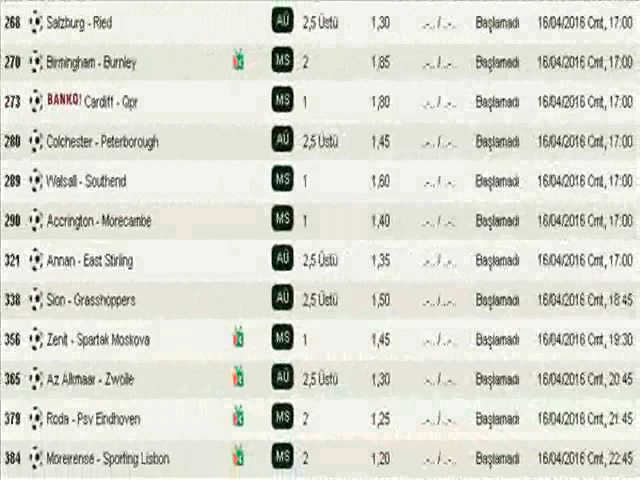 268 Salzburg - Ried AÜ 2,5 Üstü 1,30 -.-. / .-.- Başlamadı 16/04/2016 Cmt, 17:00
270 Birmingham - Burnley MS 2 1,85 -.-. / .-.- Başlamadı 16/04/2016 Cmt, 17:00
273 BANKO! Cardiff - Qpr MS 1 1,80 -.-. / .-.- Başlamadı 16/04/2016 Cmt, 17:00
280 Colchester - Peterborough AÜ 2,5 Üstü 1,45 -.-. / .-.- Başlamadı 16/04/2016 Cmt, 17:00
289 Walsall - Southend MS 1 1,60 -.-. / .-.- Başlamadı 16/04/2016 Cmt, 17:00
290 Accrington - Morecambe MS 1 1,40 -.-. / .-.- Başlamadı 16/04/2016 Cmt, 17:00
321 Annan - East Stirling AÜ 2,5 Üstü 1,35 -.-. / .-.- Başlamadı 16/04/2016 Cmt, 17:00
338 Sion - Grasshoppers AÜ 2,5 Üstü 1,50 -.-. / .-.- Başlamadı 16/04/2016 Cmt, 18:45
356 Zenit - Spartak Moskova MS 1 1,45 -.-. / .-.- Başlamadı 16/04/2016 Cmt, 19:30
365 Az Alkmaar - Zwolle AÜ 2,5 Üstü 1,30 -.-. / .-.- Başlamadı 16/04/2016 Cmt, 20:45
379 Roda - Psv Eindhoven MS 2 1,25 -.-. / .-.- Başlamadı 16/04/2016 Cmt, 21:45
384 Moreirense - Sporting Lisbon MS 2 1,20 -.-. / .-.- Başlamadı 16/04/2016 Cmt, 22:45